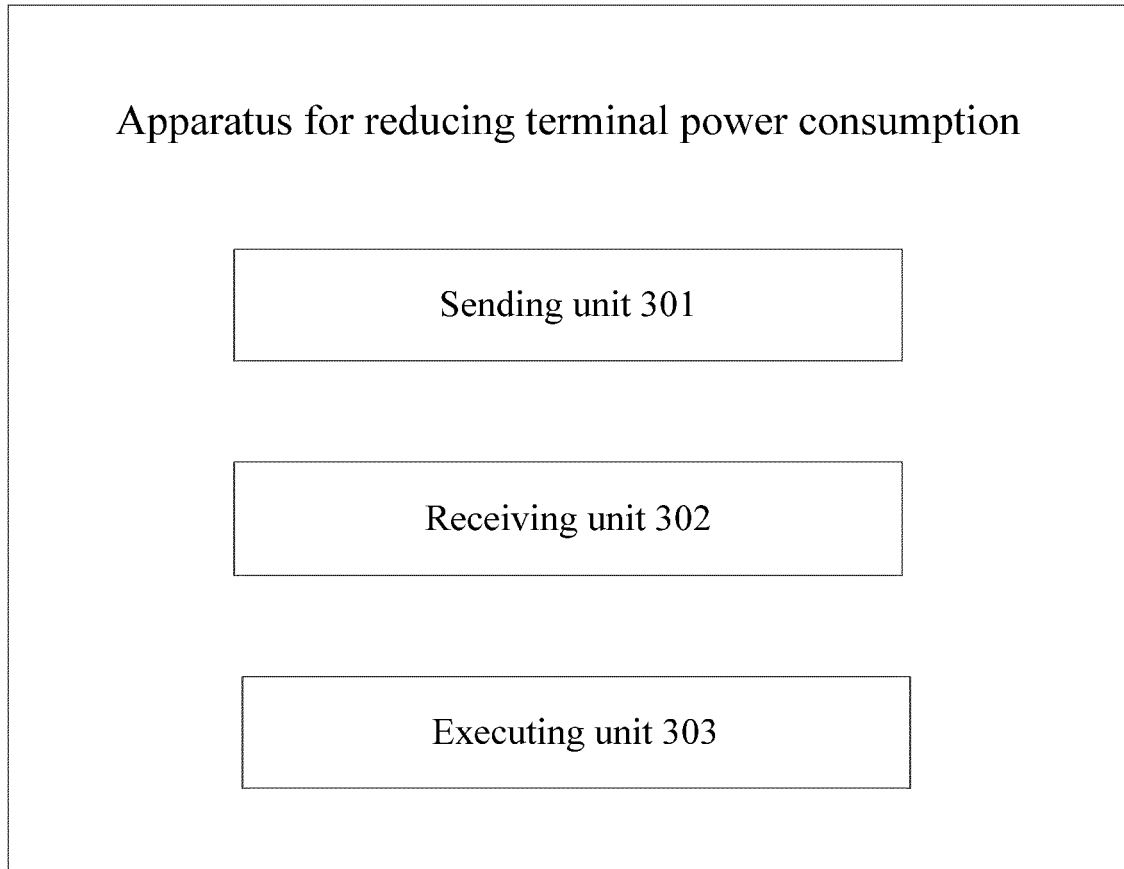 Apparatus for reducing terminal power consumption
Sending unit 301
Receiving unit 302
Executing unit 303